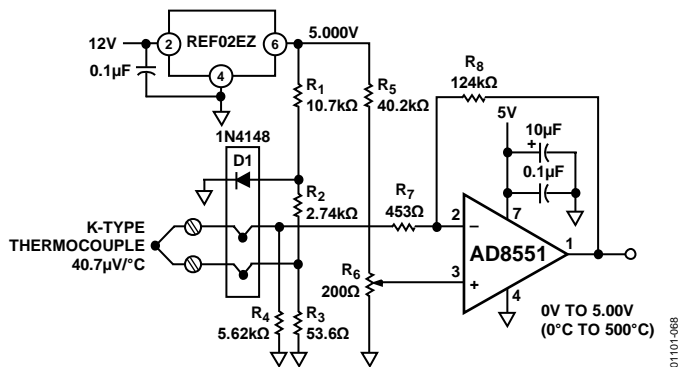 12V
2
REF02EZ
6
5.000V
0.1µF
4
R1
10.7kΩ
R5
40.2kΩ
R8
124kΩ
1N4148
D1
5V
10µF
+
0.1µF
R2
2.74kΩ
R7
453Ω
7
K-TYPE
THERMOCOUPLE
40.7µV/°C
2
−
AD8551
1
3
+
R6
200Ω
4
R4
5.62kΩ
R3
53.6Ω
0V TO 5.00V
(0°C TO 500°C)
01101-068